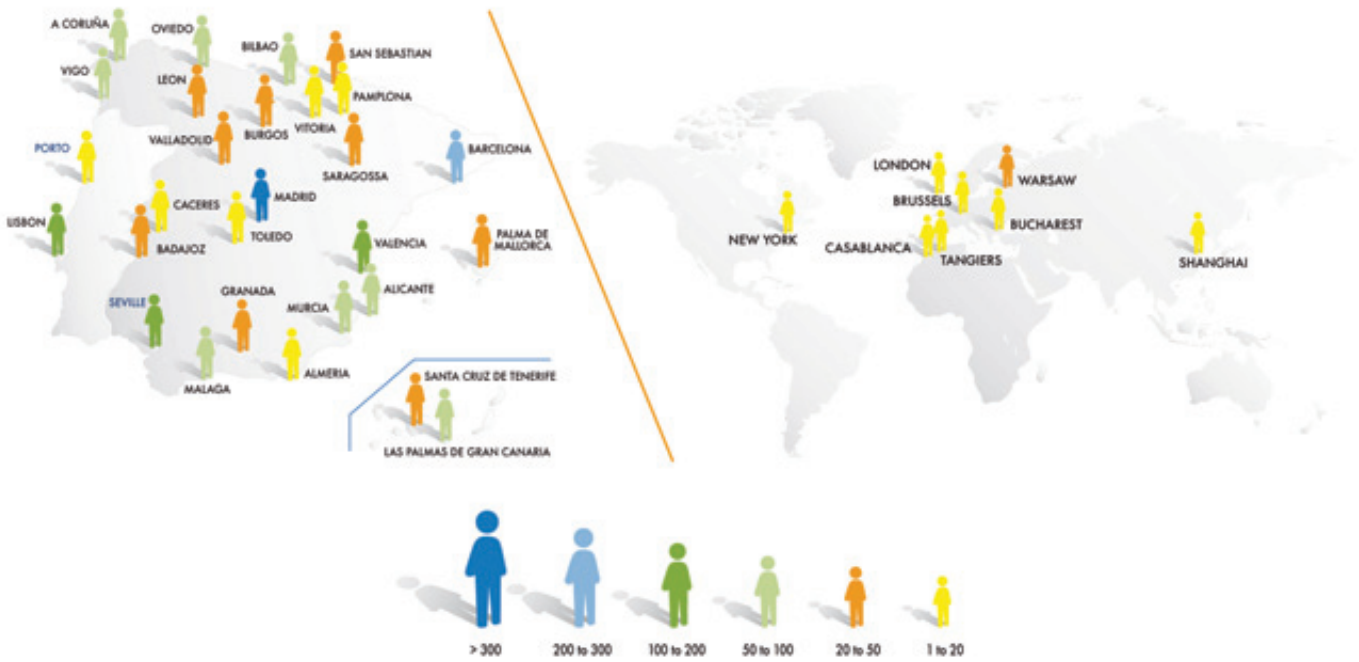 A CORUÑA
OVIEDO
BILBAO
SAN SEBASTIAN
VIGO
LEON
PAMPLONA
VITORIA
BURGOS
VALLADOLID
SARAGOSSA
BARCELONA
PORTO
MADRID
CACERES
LISBON
TOLEDO
BADAJOZ
VALENCIA
PALMA DE
MALLORCA
SEVILLE
GRANADA
MURCIA
ALICANTE
MALAGA
ALMERIA
SANTA CRUZ DE TENERIFE
LAS PALMAS DE GRAN CANARIA
LONDON
WARSAW
BRUSSELS
BUCHAREST
NEW YORK
CASABLANCA
TANGIERS
SHANGHAI
> 300
200 to 300
100 to 200
50 to 100
20 to 50
1 to 20